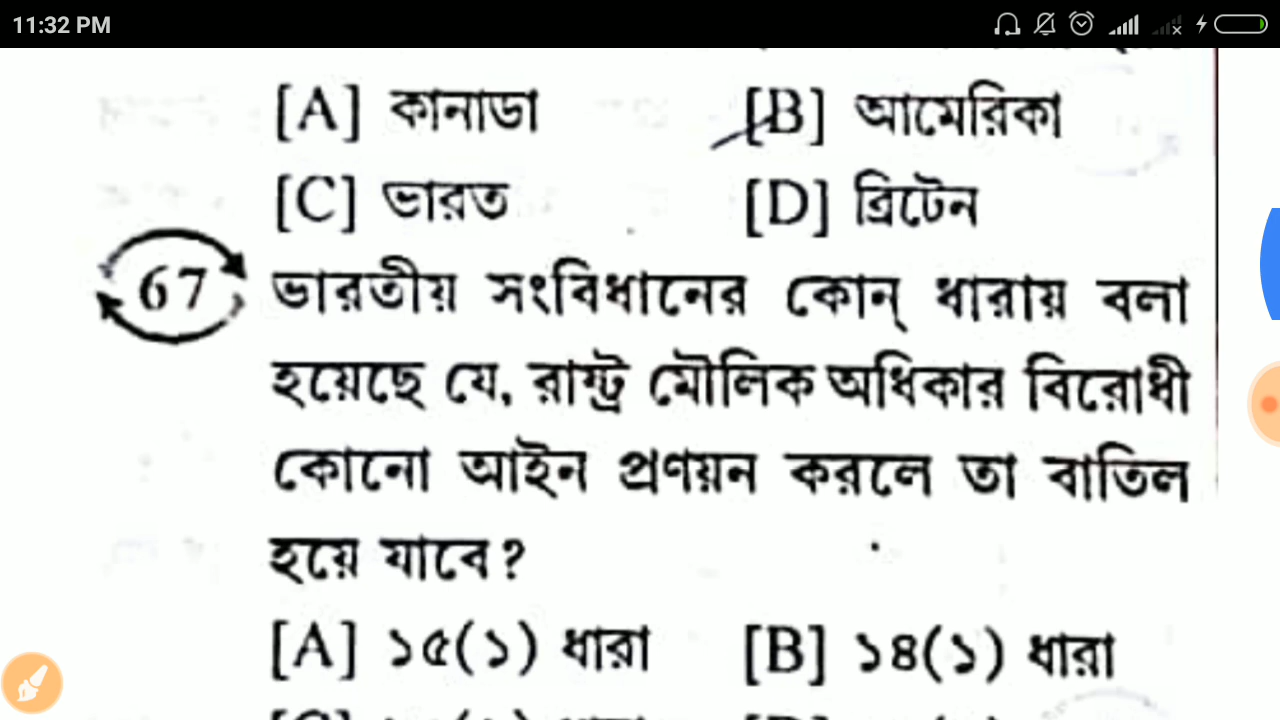 11:32 PM
[A] কানাডা [B] আমেরিকা
[C] ভারত [D] ব্রিটেন
67 ভারতীয় সংবিধানের কোন্ ধারায় বলা
হয়েছে যে, রাষ্ট্র মৌলিক অধিকার বিরোধী
কোনো আইন প্রণয়ন করলে তা বাতিল
হয়ে যাবে?
[A] ১৫(১) ধারা [B] ১৪(১) ধারা